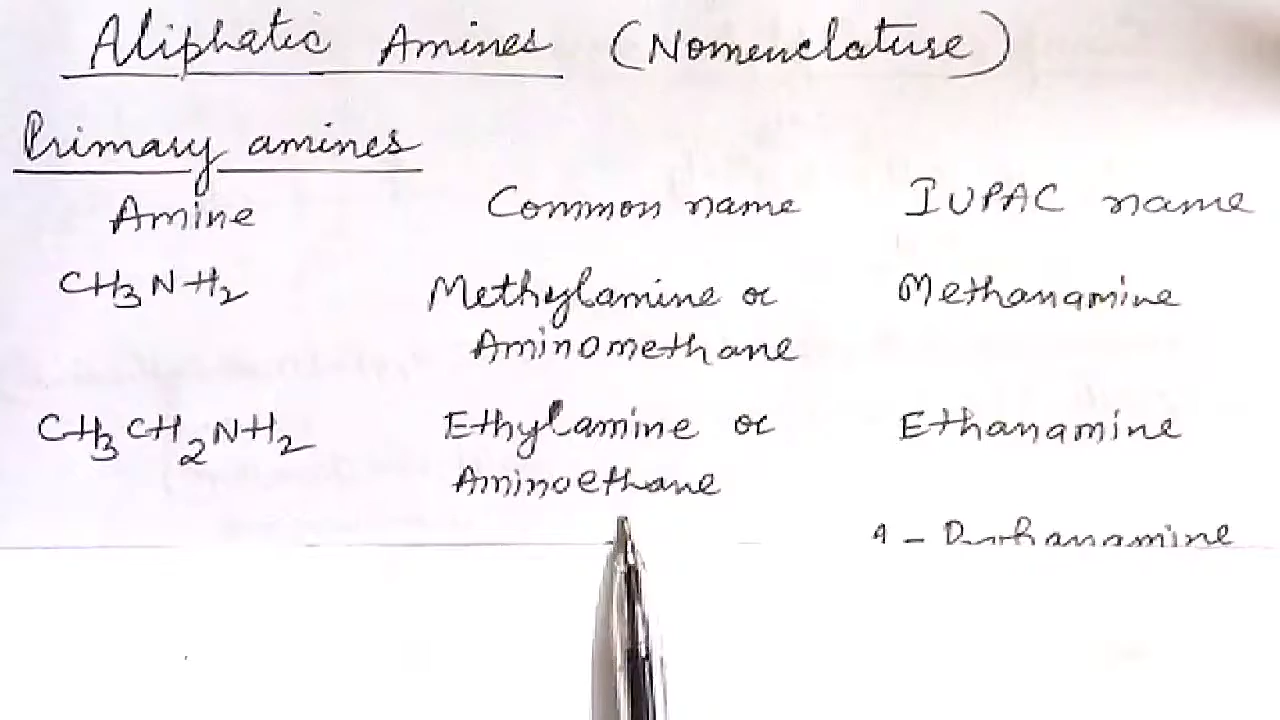 Aliphatic Amines (Nomenclature)
Primary amines
Amine Common name IUPAC name
CH3NH2 Methylamine or Methanamine
Aminomethane
CH3CH2NH2 Ethylamine or Ethanamine
Aminoethane